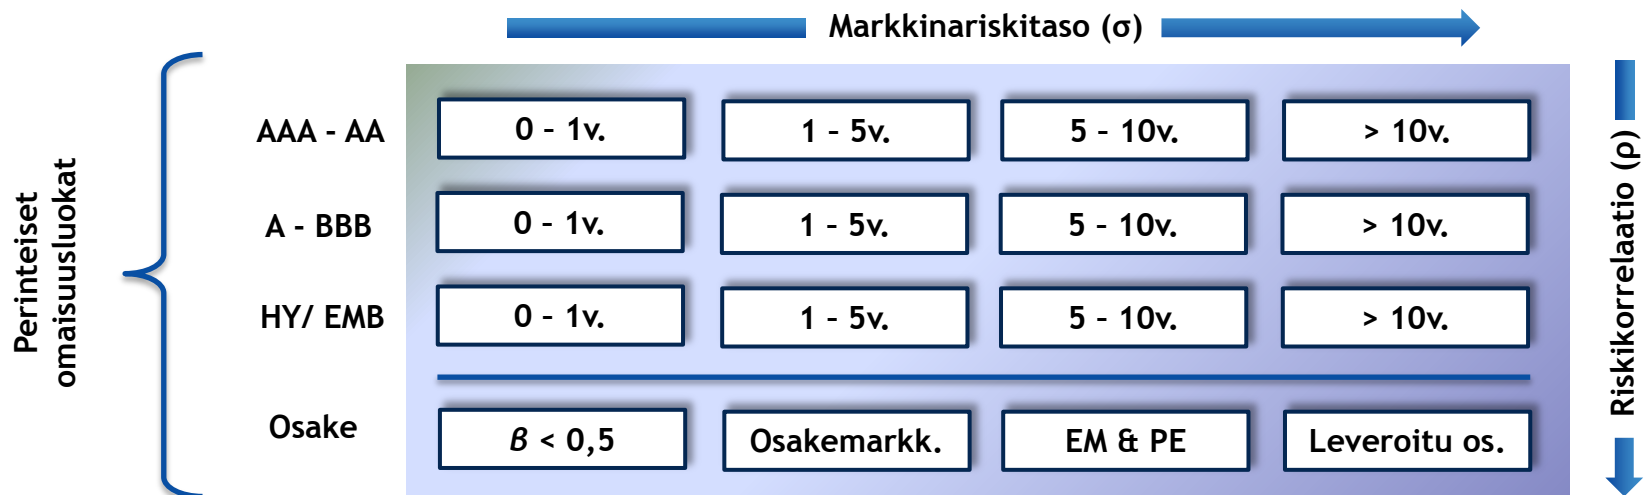 Markkinariskitaso (σ)
Perinteiset
omaisuusluokat
AAA - AA
0 – 1v.
1 – 5v.
5 – 10v.
> 10v.
A - BBB
0 – 1v.
1 – 5v.
5 – 10v.
> 10v.
HY/ EMB
0 – 1v.
1 – 5v.
5 – 10v.
> 10v.
Osake
β < 0,5
Osakemarkk.
EM & PE
Leveroitu os.
Riskikorrelaatio (ρ)